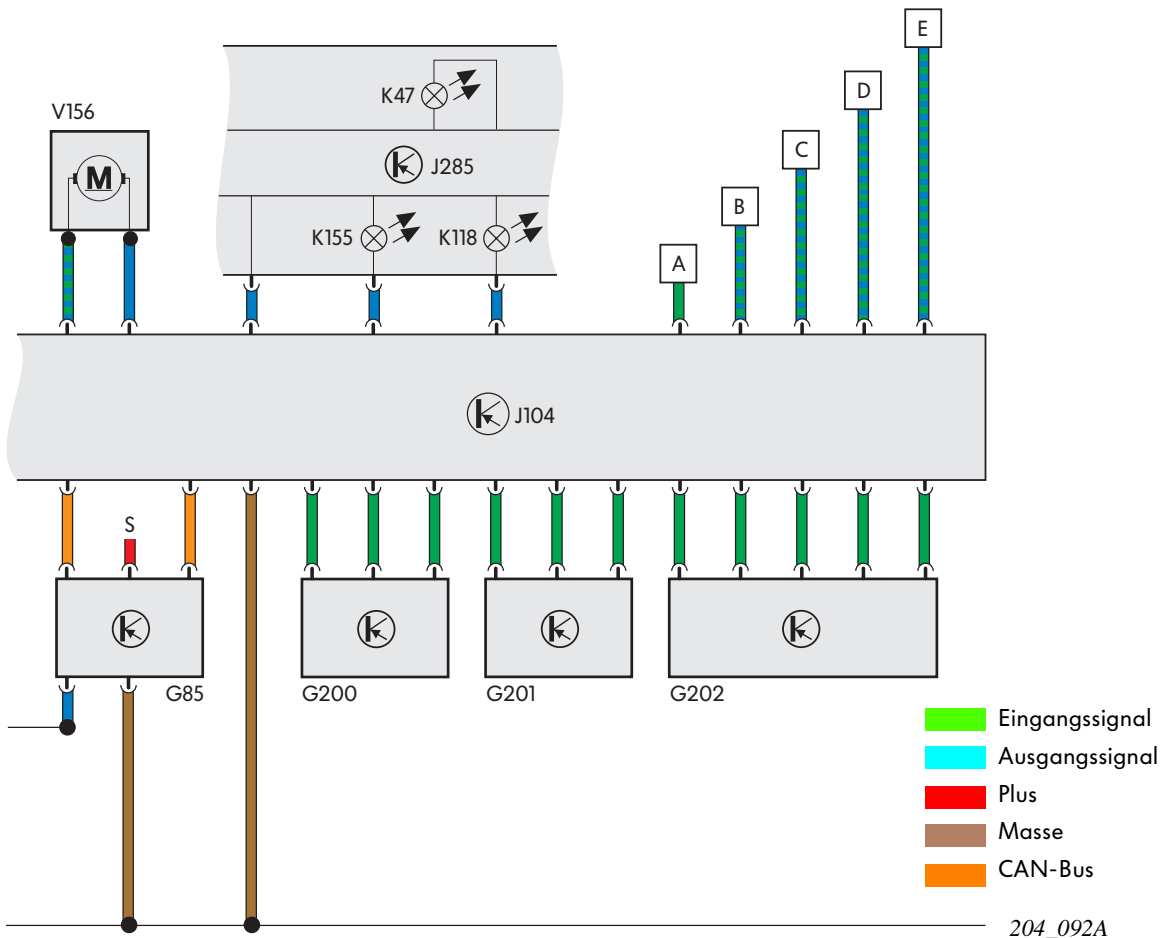 E
D
C
B
A
V156
M
K47
J285
K155
K118
J104
S
G85
G200
G201
G202
Eingangssignal
Ausgangssignal
Plus
Masse
CAN-Bus
204_092A